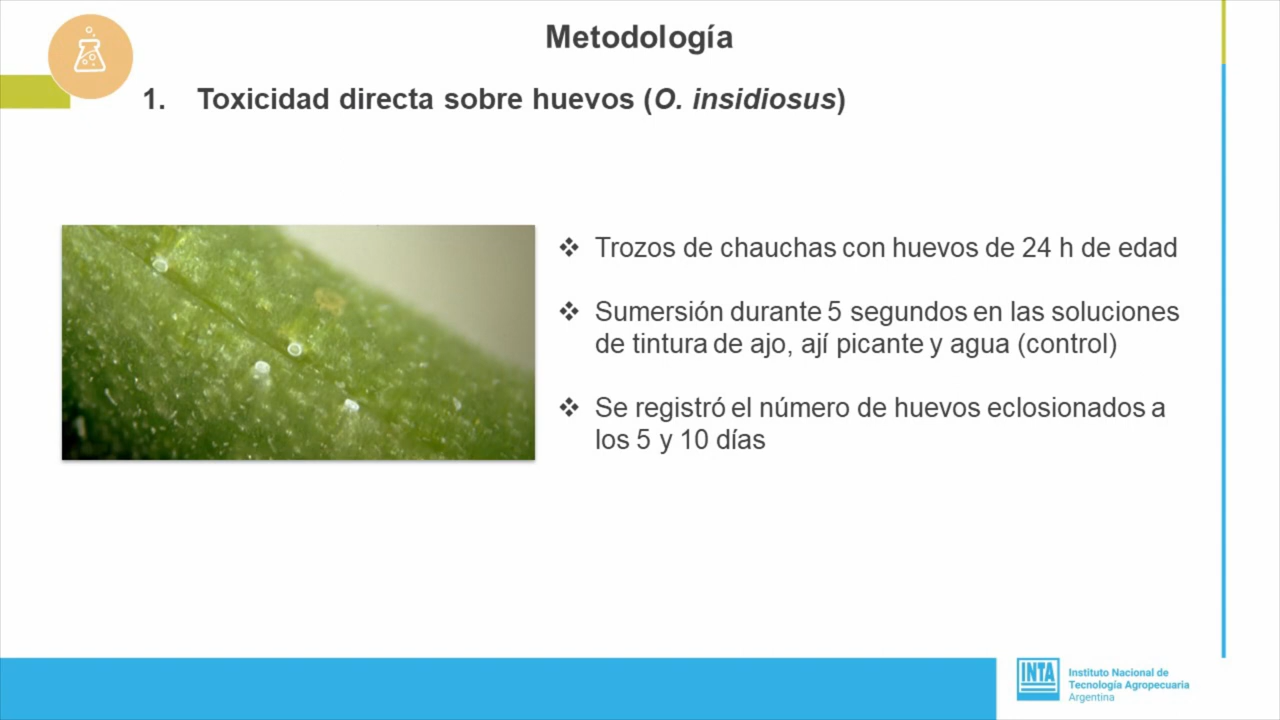 Metodología
1. Toxicidad directa sobre huevos (O. insidiosus)
❖ Trozos de chauchas con huevos de 24 h de edad
❖ Sumersión durante 5 segundos en las soluciones
de tintura de ajo, ají picante y agua (control)
❖ Se registró el número de huevos eclosionados a
los 5 y 10 días
INTA
Instituto Nacional de
Tecnología Agropecuaria
Argentina